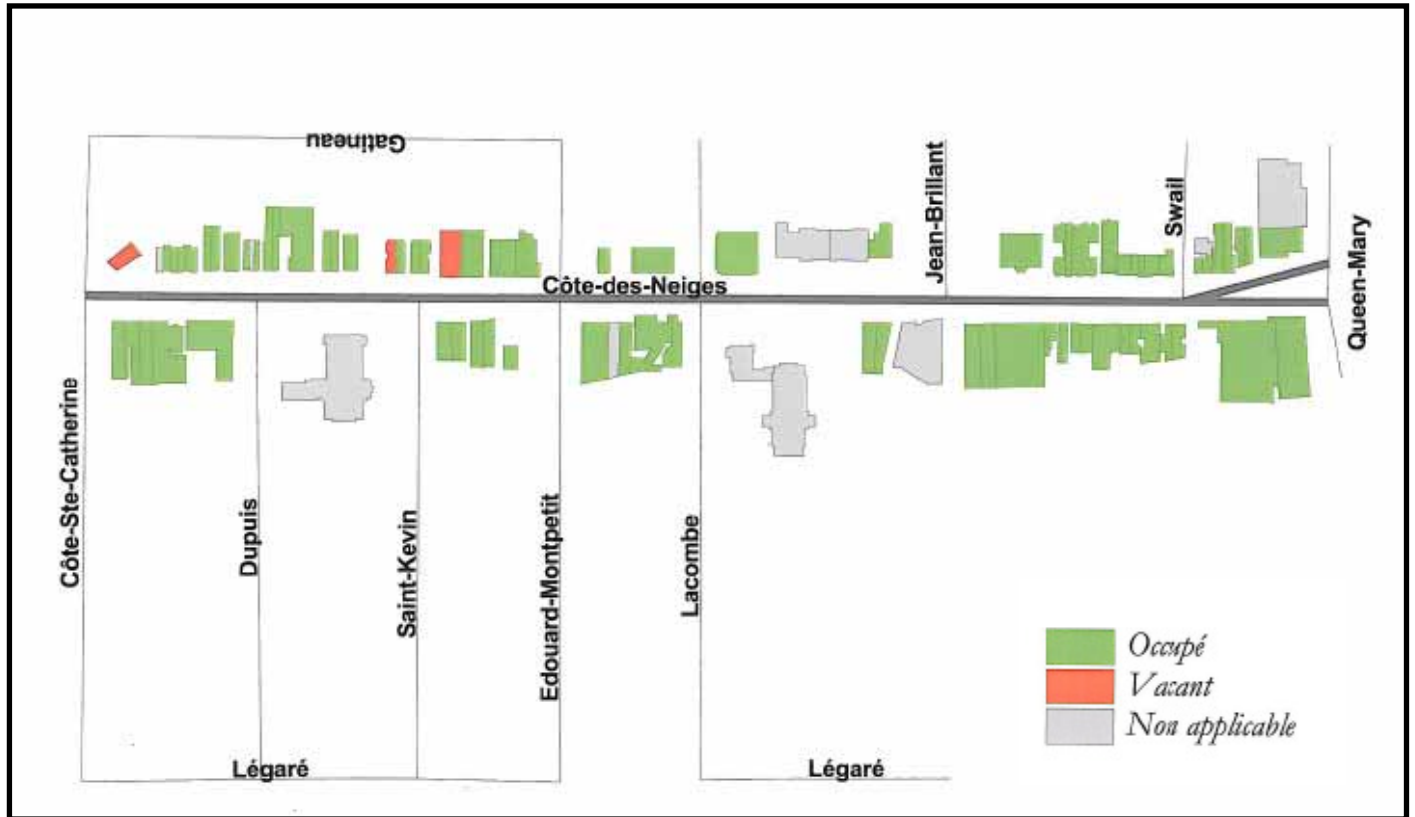 Gatineau
Côte-des-Neiges
Jean-Brillant
Swail
Queen-Mary
Côte-Ste-Catherine
Dupuis
Saint-Kevin
Edouard-Montpetit
Lacombe
Légaré
Légaré
Occupé
Vacant
Non applicable